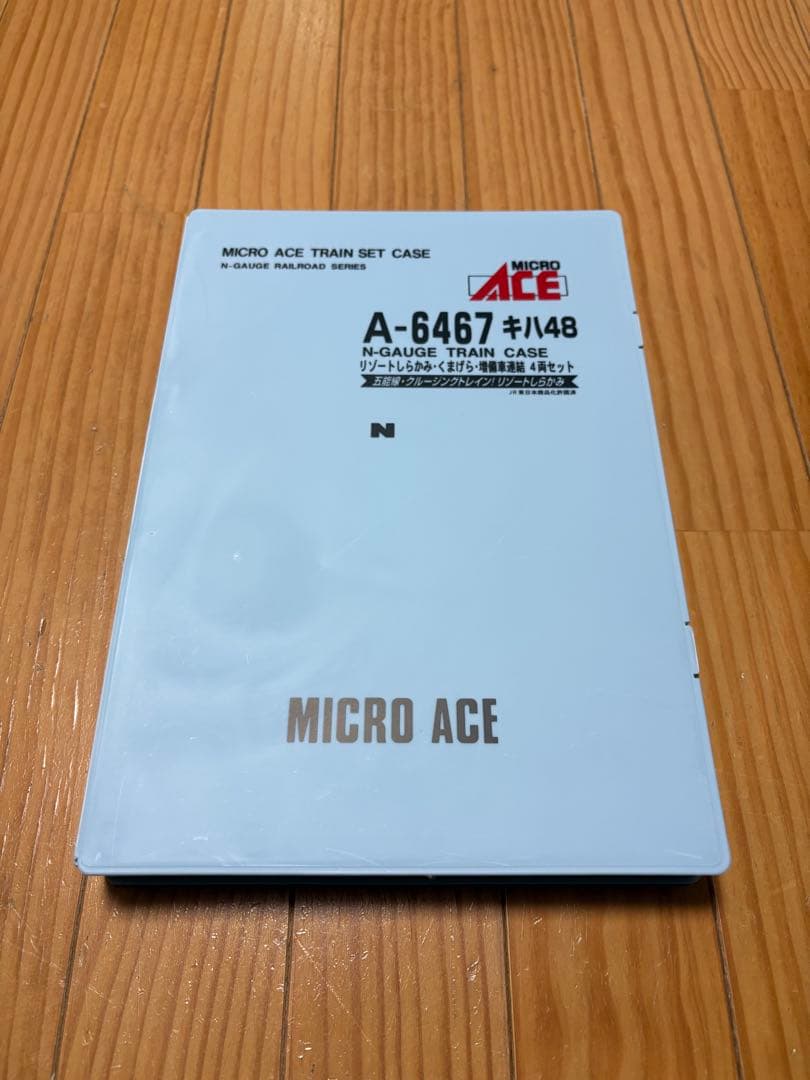 MICRO ACE TRAIN SET CASE
N-GAUGE RAILROAD SERIES
MICRO
ACE
A-6467 キハ48
N-GAUGE TRAIN CASE
リゾートしらかみ・くまげら・増備車連結 4両セット
五能線・クルージングトレイン!リゾートしらかみ
JR東日本商品化許諾済
N
MICRO ACE